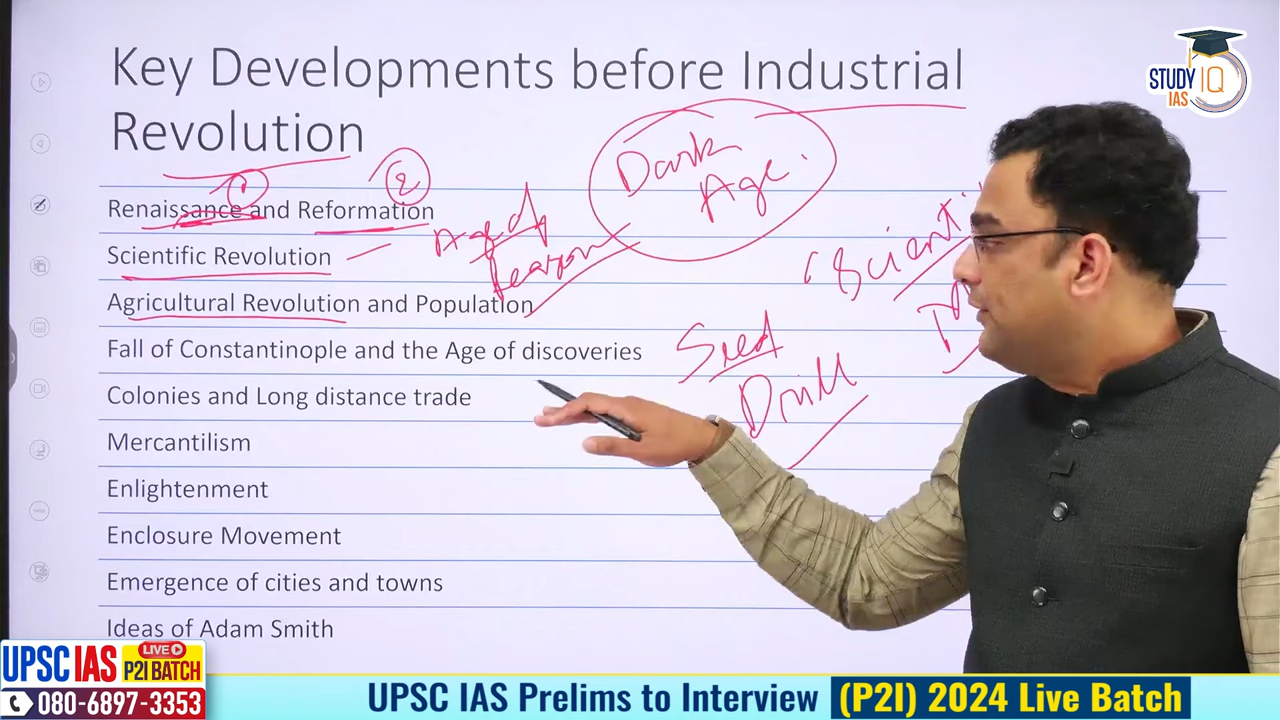 Key Developments before Industrial
Revolution
Dark
Age.
1
2
Renaissance and Reformation
Age of
Reason
Scientific Revolution
Agricultural Revolution and Population
Seed
Drill
Fall of Constantinople and the Age of discoveries
Colonies and Long distance trade
Mercantilism
Enlightenment
Enclosure Movement
Emergence of cities and towns
Ideas of Adam Smith
STUDY IQ
IAS
UPSC IAS
LIVE
P2I BATCH
080-6897-3353
UPSC IAS Prelims to Interview (P2I) 2024 Live Batch